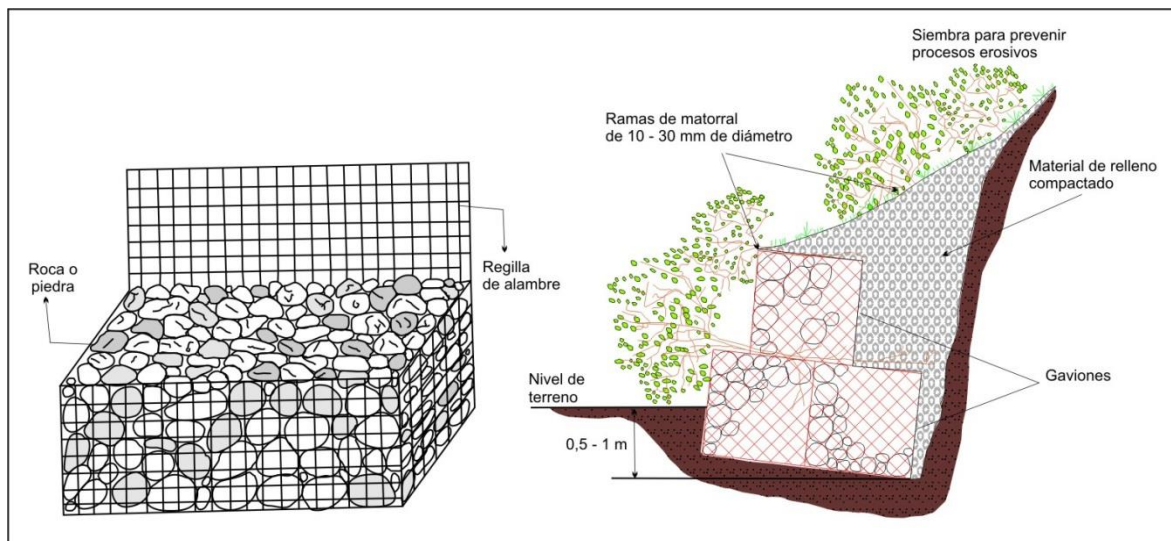 Roca o
piedra
Regilla
de alambre
Siembra para prevenir
procesos erosivos
Ramas de matorral
de 10 - 30 mm de diámetro
Material de relleno
compactado
Nivel de
terreno
Gaviones
0,5 - 1 m